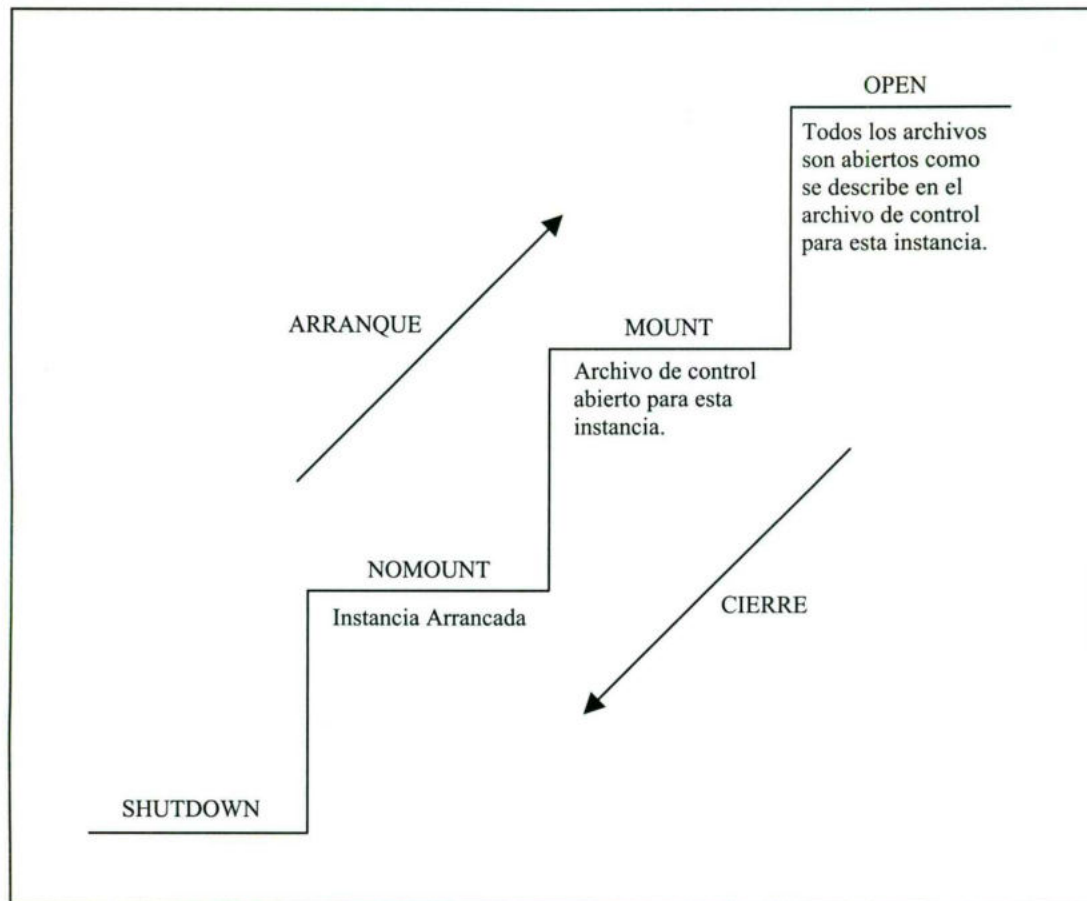 OPEN
Todos los archivos
son abiertos como
se describe en el
archivo de control
para esta instancia.
ARRANQUE
MOUNT
Archivo de control
abierto para esta
instancia.
NOMOUNT
Instancia Arrancada
CIERRE
SHUTDOWN